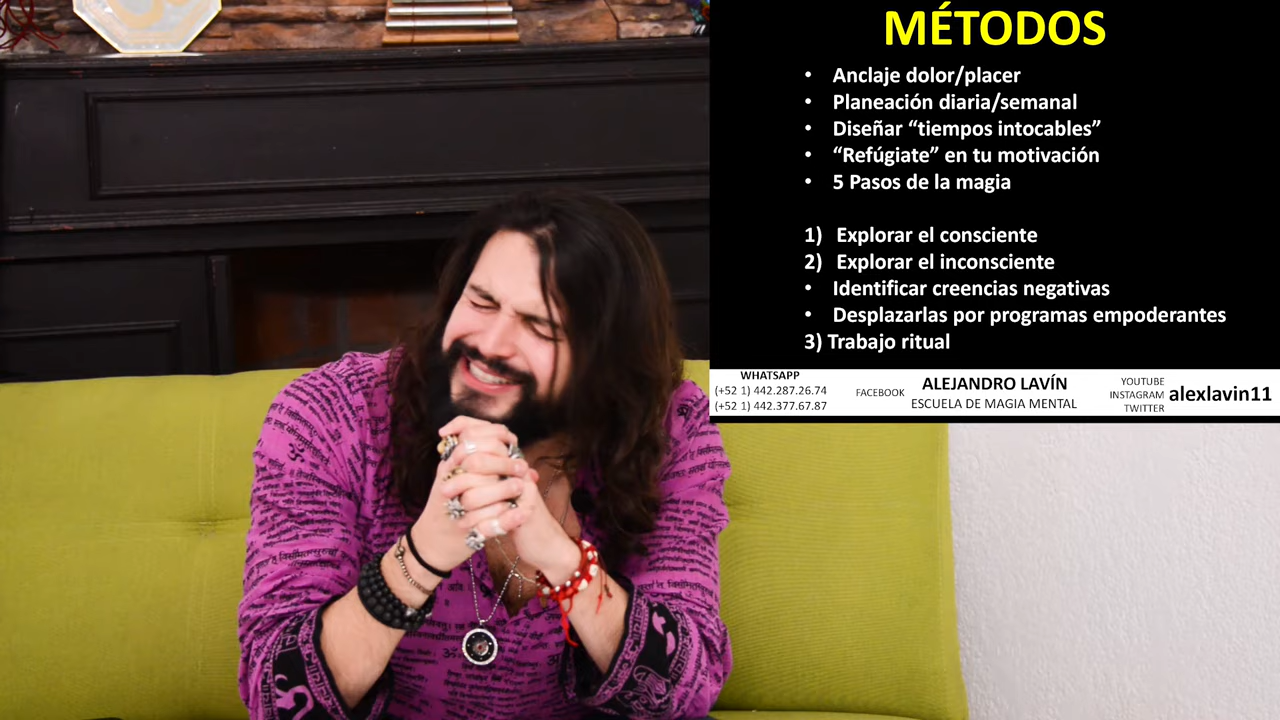 MÉTODOS
• Anclaje dolor/placer
• Planeación diaria/semanal
• Diseñar “tiempos intocables”
• “Refúgiate” en tu motivación
• 5 Pasos de la magia
1) Explorar el consciente
2) Explorar el inconsciente
• Identificar creencias negativas
• Desplazarlas por programas empoderantes
3) Trabajo ritual
WHATSAPP
(+52 1) 442.287.26.74
(+52 1) 442.377.67.87
FACEBOOK
ALEJANDRO LAVÍN
ESCUELA DE MAGIA MENTAL
YOUTUBE
INSTAGRAM
TWITTER
alexlavin11